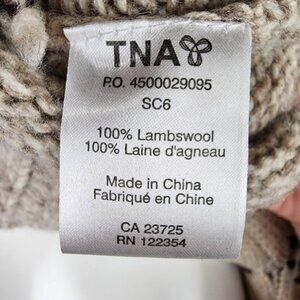 TNA
P.O. 4500029095
SC6
100% Lambswool
100% Laine d'agneau
Made in China
Fabriqué en Chine
CA 23725
RN 122354